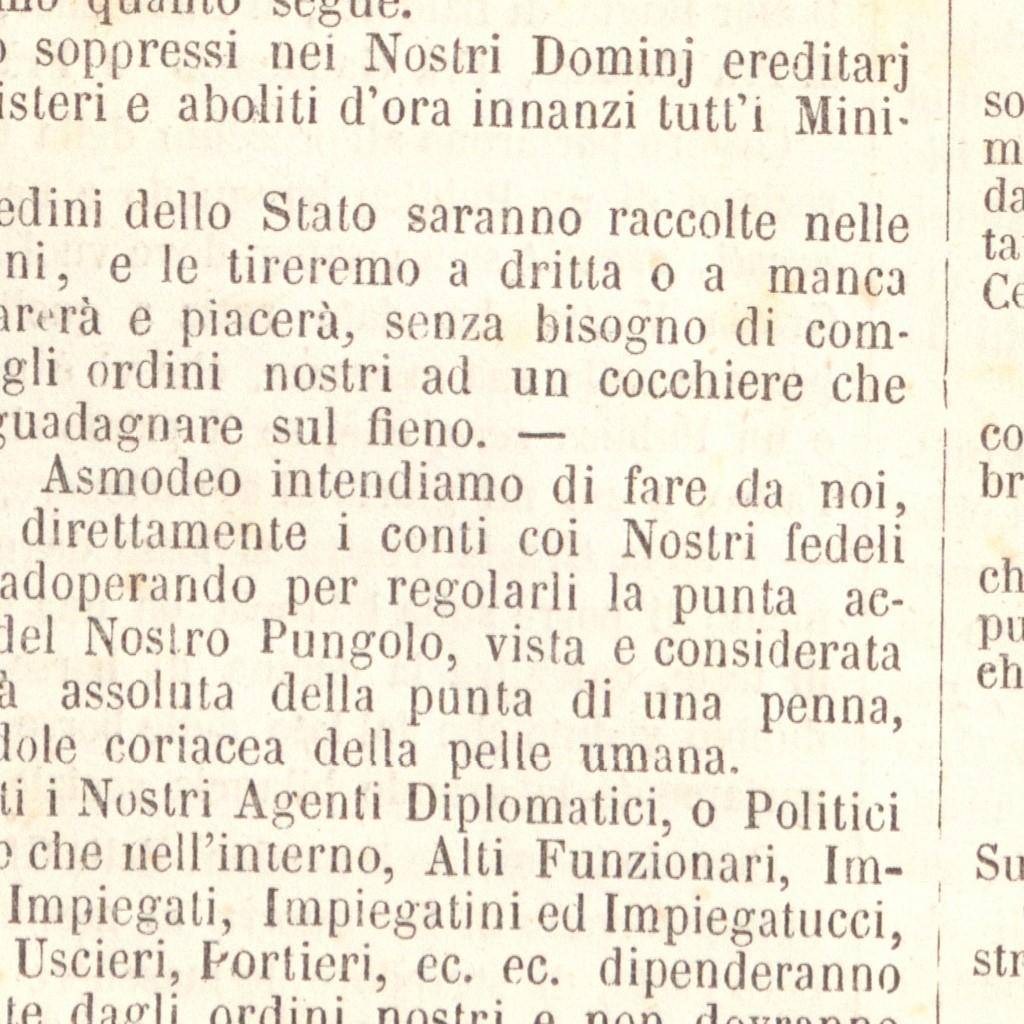 quanto segue.
soppressi nei Nostri Dominj ereditarj
isteri e aboliti d'ora innanzi tutt'i Mini-
edini dello Stato saranno raccolte nelle
ni, e le tireremo a dritta o a manca
arerà e piacerà, senza bisogno di com-
gli ordini nostri ad un cocchiere che
guadagnare sul fieno. —
Asmodeo intendiamo di fare da noi,
direttamente i conti coi Nostri fedeli
adoperando per regolarli la punta ac-
del Nostro Pungolo, vista e considerata
à assoluta della punta di una penna,
dole coriacea della pelle umana.
ti i Nostri Agenti Diplomatici, o Politici
che nell'interno, Alti Funzionari, Im-
Impiegati, Impiegatini ed Impiegatucci,
Uscieri, Portieri, ec. ec. dipenderanno
te dagli ordini nostri e non dovranno
so
m
da
ta
Ce
co
br
ch
pu
ch
Su
str